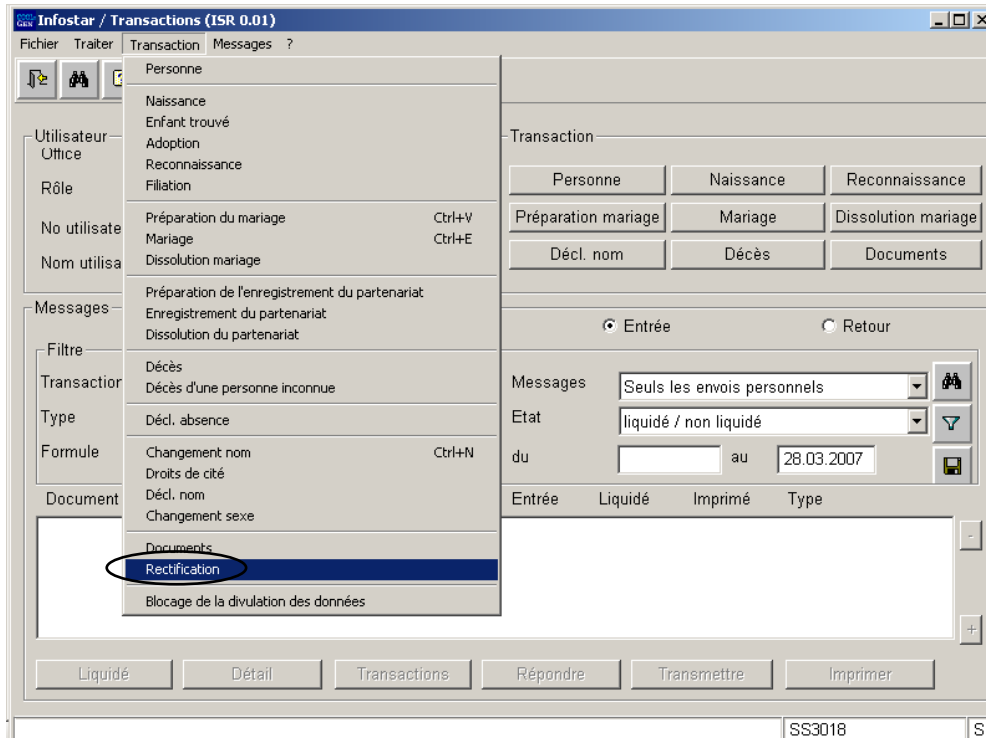 Infostar / Transactions (ISR 0.01)
Fichier Traiter Transaction Messages ?
Personne
Naissance
Enfant trouvé
Adoption
Reconnaissance
Filiation
Préparation du mariage Ctrl+V
Mariage Ctrl+E
Dissolution mariage
Préparation de l'enregistrement du partenariat
Enregistrement du partenariat
Dissolution du partenariat
Décès
Décès d'une personne inconnue
Décl. absence
Changement nom Ctrl+N
Droits de cité
Décl. nom
Changement sexe
Documents
Rectification
Blocage de la divulation des données
Utilisateur
Office
Rôle
No utilisate
Nom utilisa
Transaction
Personne Naissance Reconnaissance
Préparation mariage Mariage Dissolution mariage
Décl. nom Décès Documents
Messages
Entrée Retour
Filtre
Transaction Messages Seuls les envois personnels
Type Etat liquidé / non liquidé
Formule du au 28.03.2007
Document Entrée Liquidé Imprimé Type
-
+
Liquidé Détail Transactions Répondre Transmettre Imprimer
SS3018 S